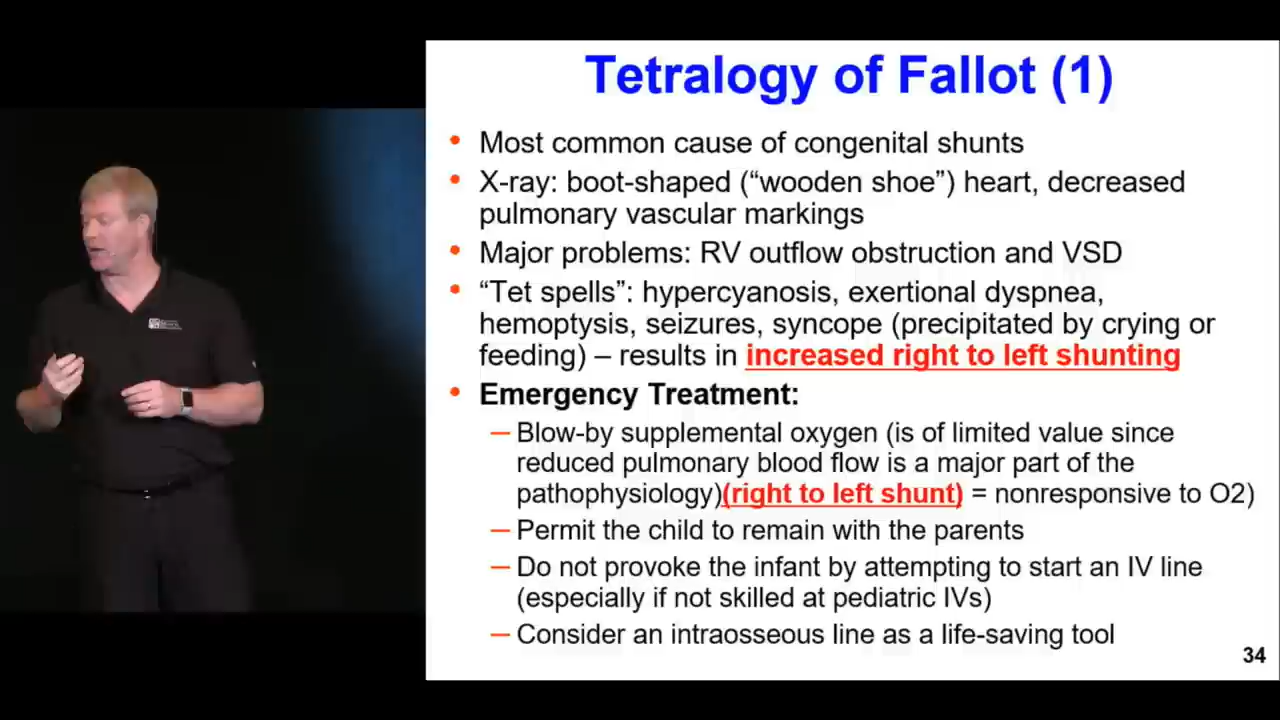 Tetralogy of Fallot (1)
• Most common cause of congenital shunts
• X-ray: boot-shaped (“wooden shoe”) heart, decreased
pulmonary vascular markings
• Major problems: RV outflow obstruction and VSD
• “Tet spells”: hypercyanosis, exertional dyspnea,
hemoptysis, seizures, syncope (precipitated by crying or
feeding) – results in increased right to left shunting
• Emergency Treatment:
– Blow-by supplemental oxygen (is of limited value since
reduced pulmonary blood flow is a major part of the
pathophysiology)(right to left shunt) = nonresponsive to O2)
– Permit the child to remain with the parents
– Do not provoke the infant by attempting to start an IV line
(especially if not skilled at pediatric IVs)
– Consider an intraosseous line as a life-saving tool
34